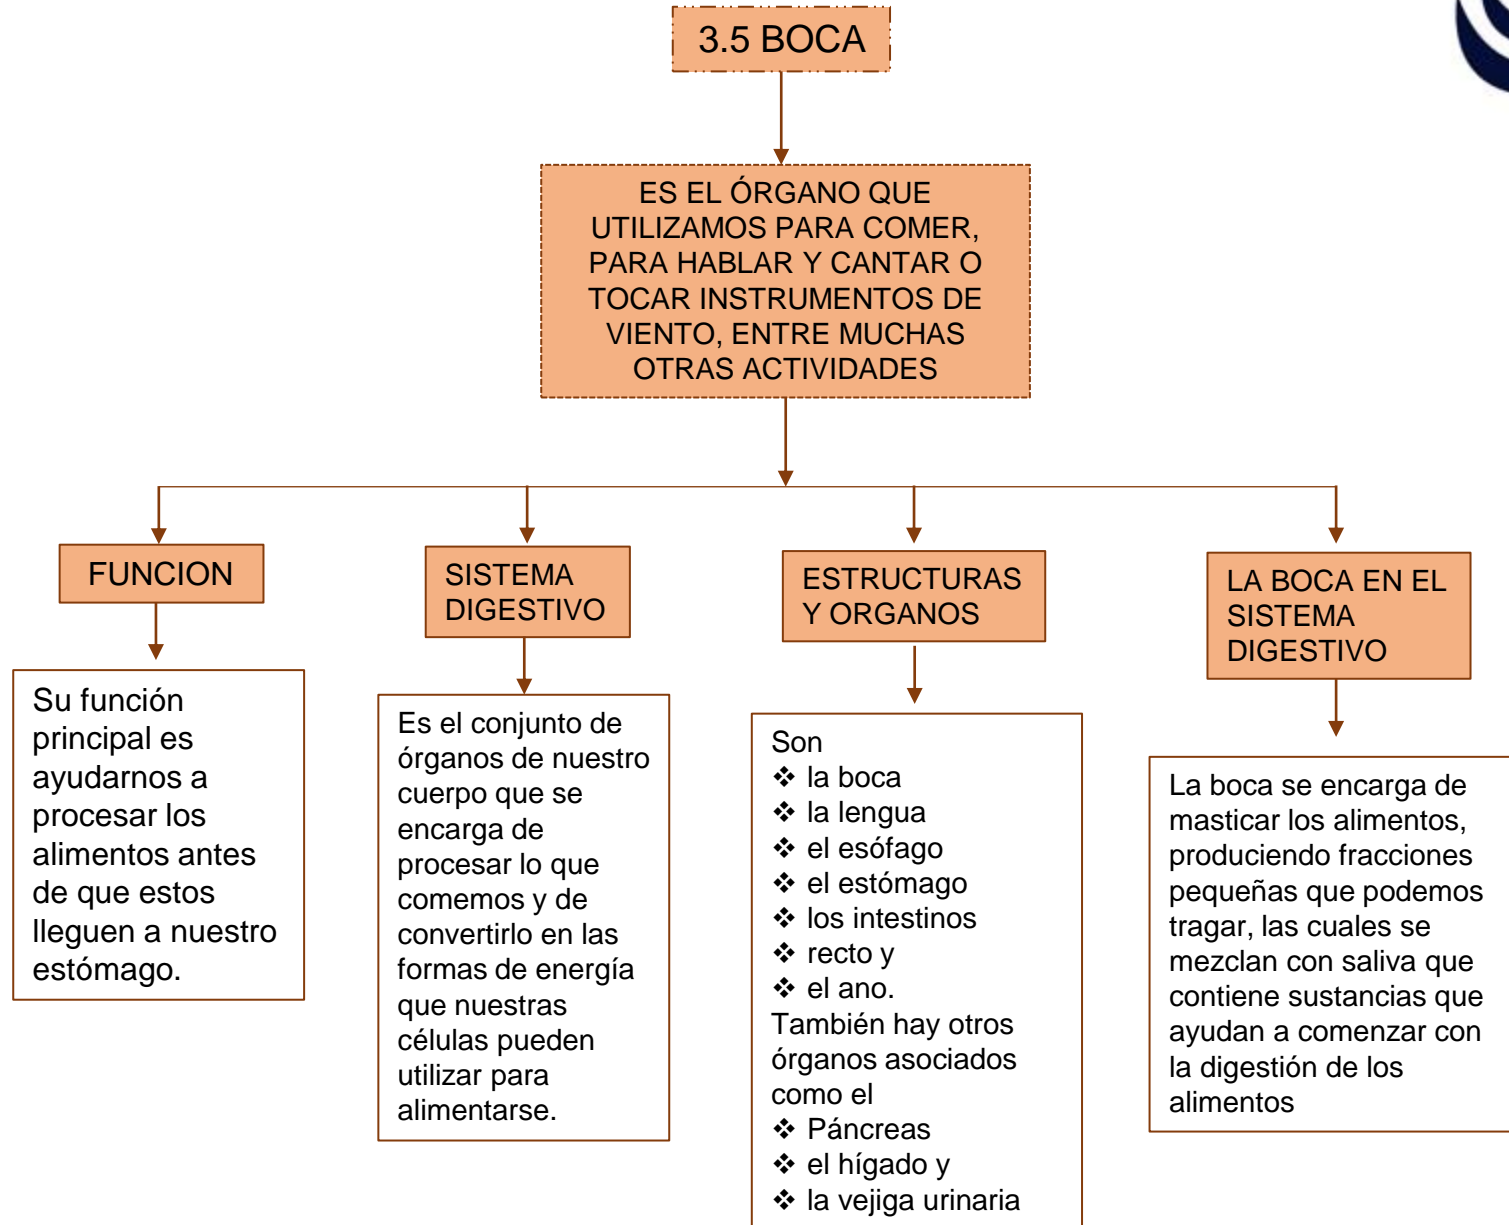 3.5 BOCA
ES EL ÓRGANO QUE
UTILIZAMOS PARA COMER,
PARA HABLAR Y CANTAR O
TOCAR INSTRUMENTOS DE
VIENTO, ENTRE MUCHAS
OTRAS ACTIVIDADES
FUNCION
Su función
principal es
ayudarnos a
procesar los
alimentos antes
de que estos
lleguen a nuestro
estómago.
SISTEMA
DIGESTIVO
Es el conjunto de
órganos de nuestro
cuerpo que se
encarga de
procesar lo que
comemos y de
convertirlo en las
formas de energía
que nuestras
células pueden
utilizar para
alimentarse.
ESTRUCTURAS
Y ORGANOS
Son
❖ la boca
❖ la lengua
❖ el esófago
❖ el estómago
❖ los intestinos
❖ recto y
❖ el ano.
También hay otros
órganos asociados
como el
❖ Páncreas
❖ el hígado y
❖ la vejiga urinaria
LA BOCA EN EL
SISTEMA
DIGESTIVO
La boca se encarga de
masticar los alimentos,
produciendo fracciones
pequeñas que podemos
tragar, las cuales se
mezclan con saliva que
contiene sustancias que
ayudan a comenzar con
la digestión de los
alimentos